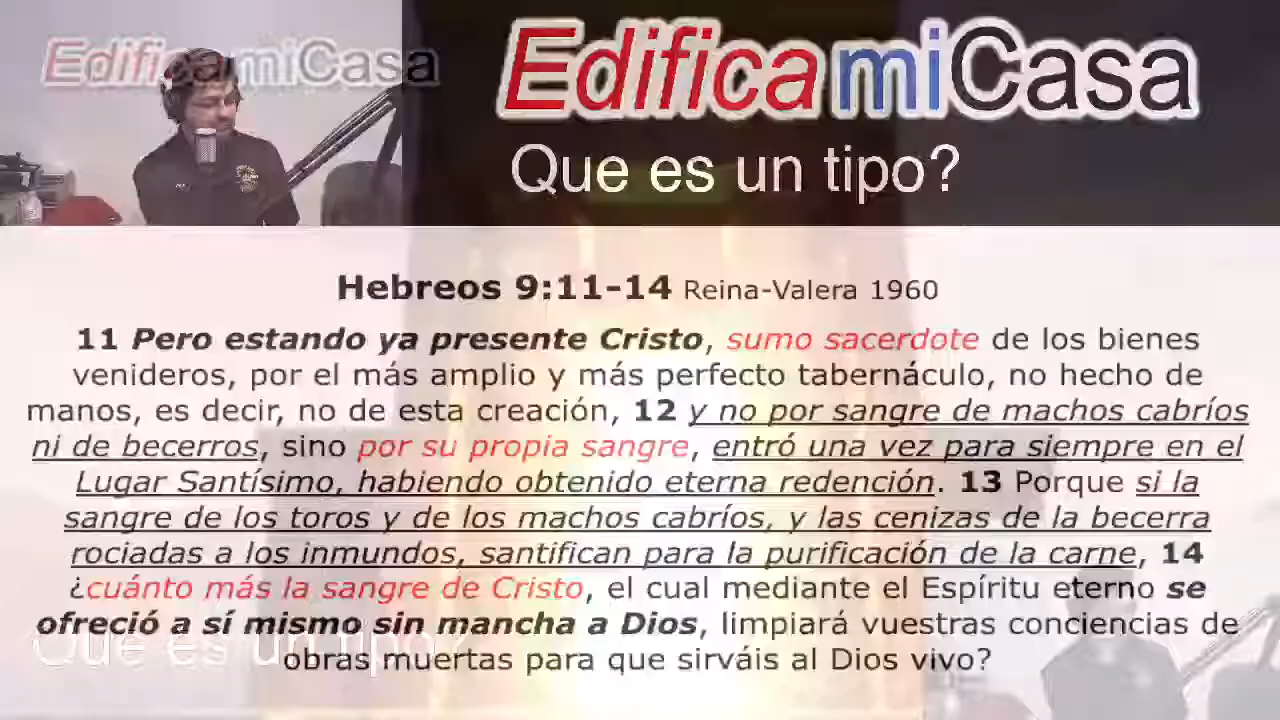 EdificamiCasa
EdificamiCasa
Que es un tipo?
Hebreos 9:11-14 Reina-Valera 1960
11 Pero estando ya presente Cristo, sumo sacerdote de los bienes
venideros, por el más amplio y más perfecto tabernáculo, no hecho de
manos, es decir, no de esta creación, 12 y no por sangre de machos cabríos
ni de becerros, sino por su propia sangre, entró una vez para siempre en el
Lugar Santísimo, habiendo obtenido eterna redención. 13 Porque si la
sangre de los toros y de los machos cabríos, y las cenizas de la becerra
rociadas a los inmundos, santifican para la purificación de la carne, 14
¿cuánto más la sangre de Cristo, el cual mediante el Espíritu eterno se
ofreció a sí mismo sin mancha a Dios, limpiará vuestras conciencias de
obras muertas para que sirváis al Dios vivo?
Que es un tipo?